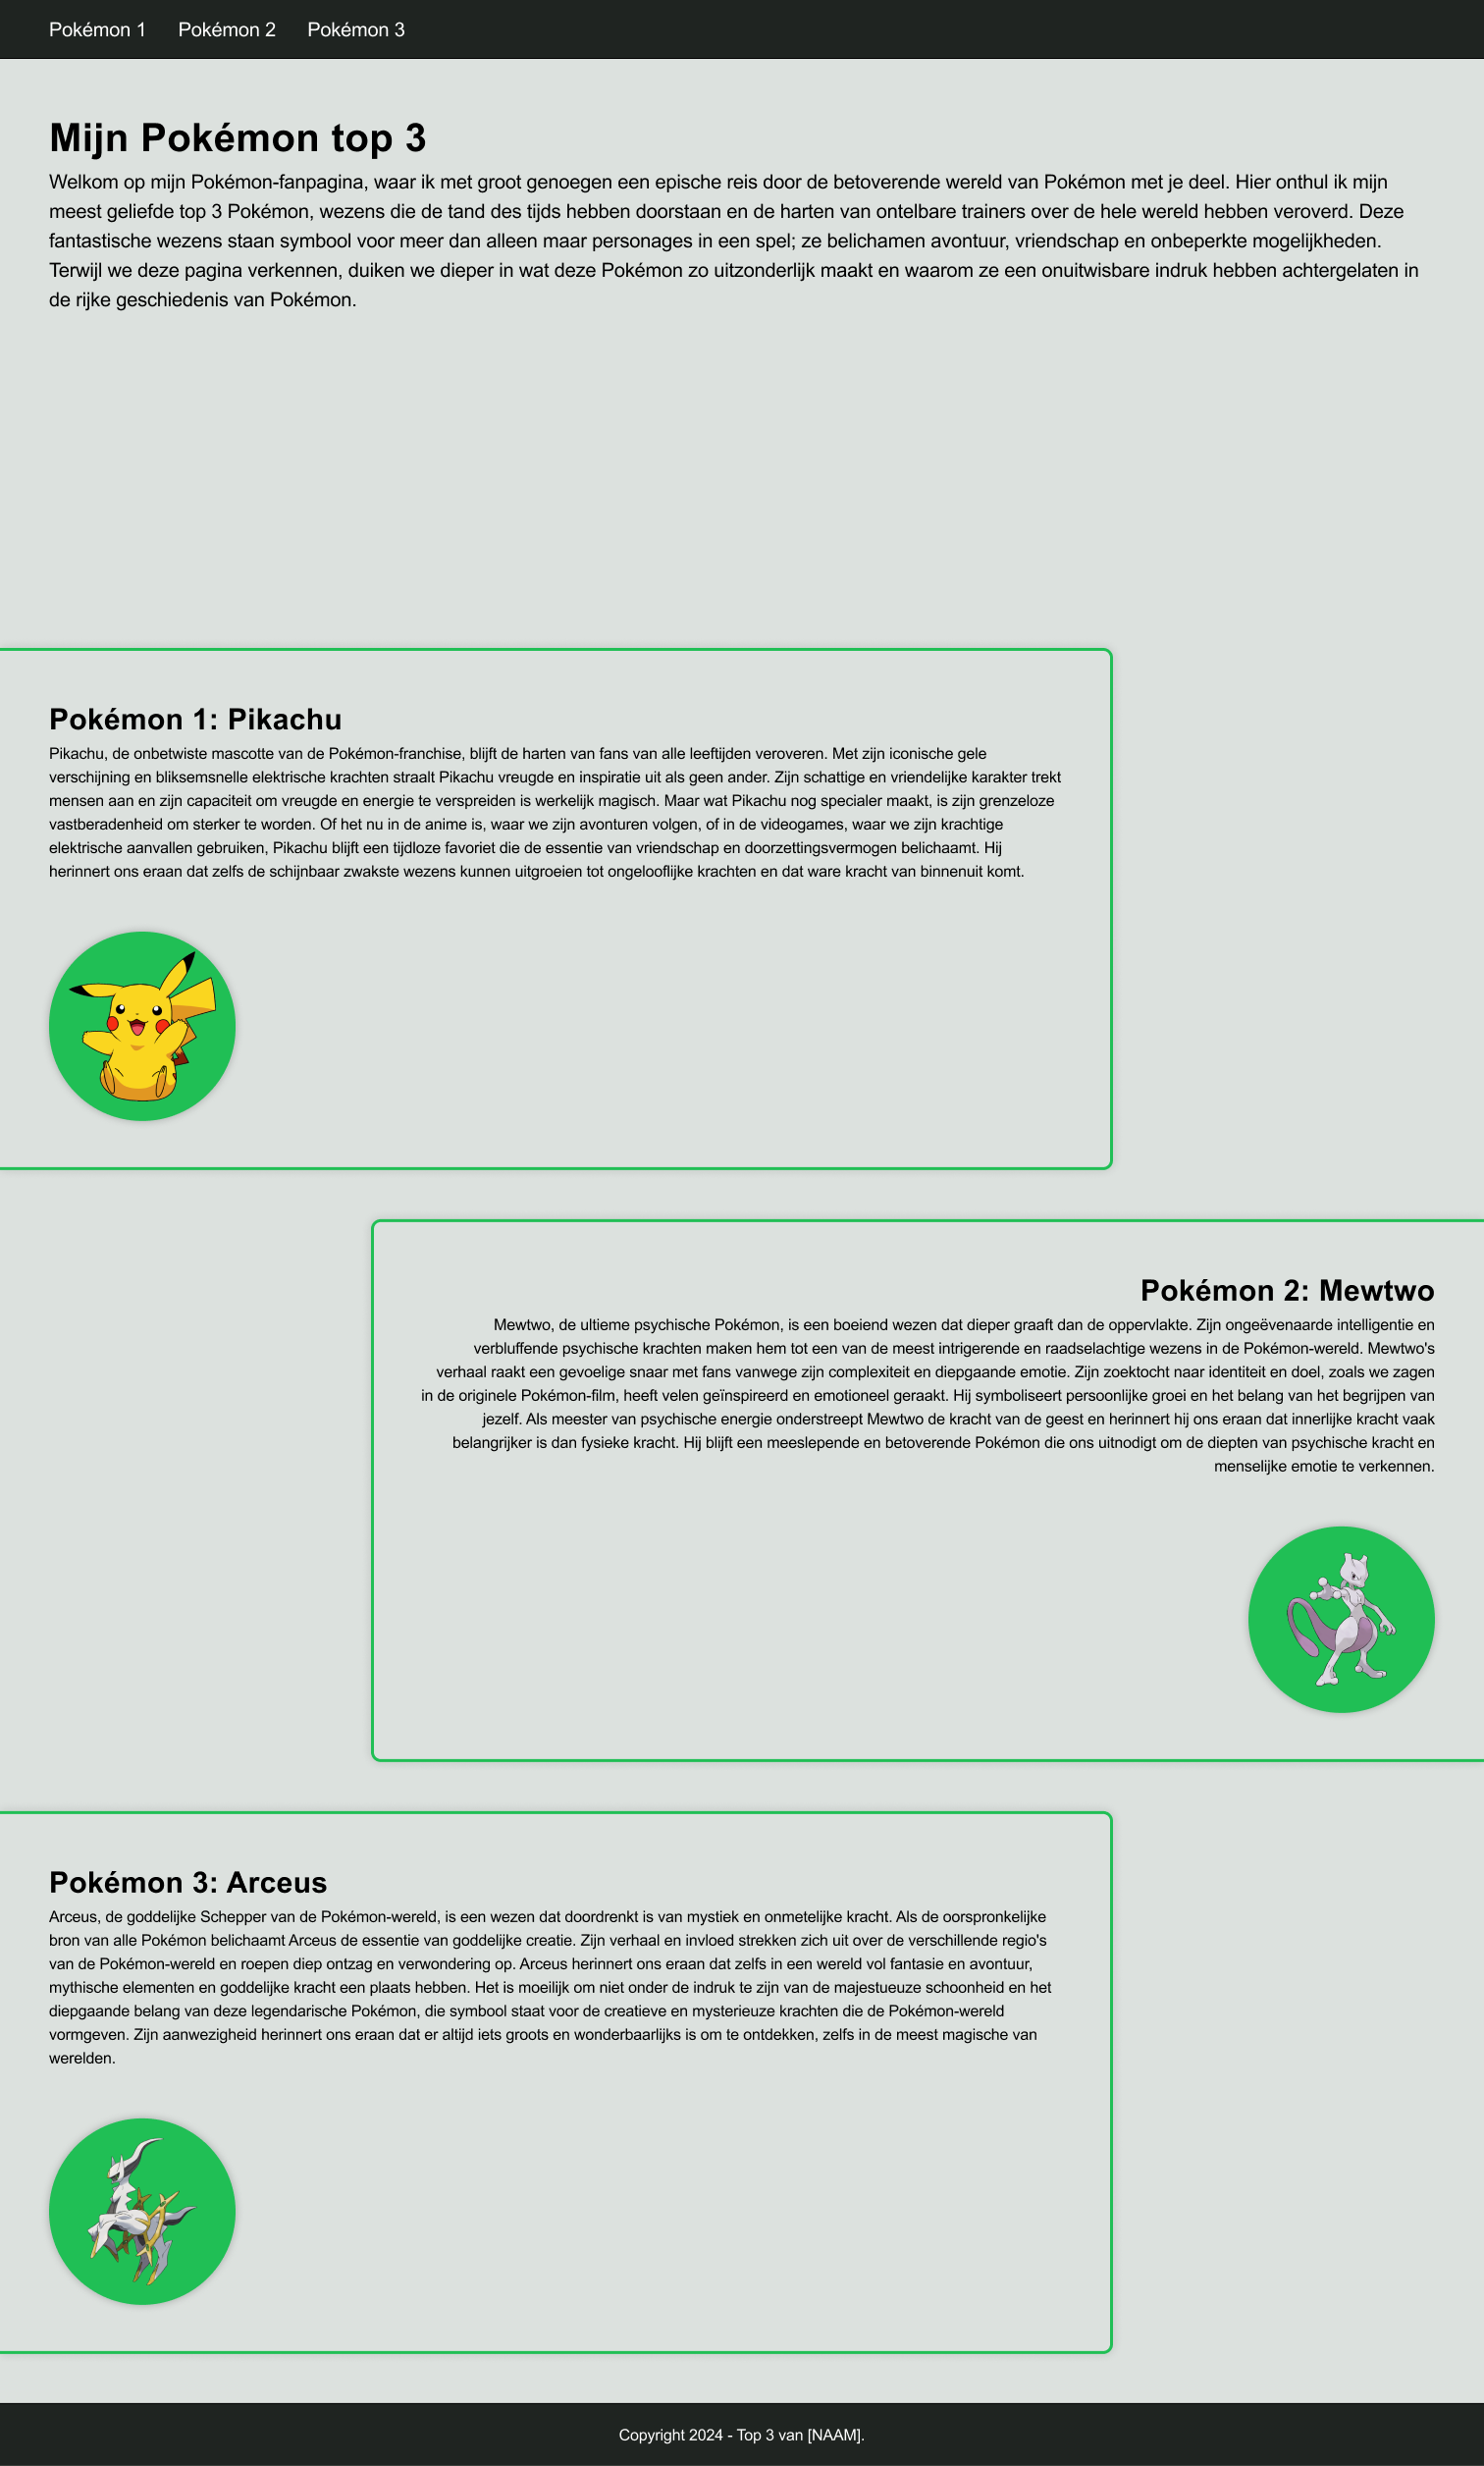 Pokémon 1 Pokémon 2 Pokémon 3
Mijn Pokémon top 3
Welkom op mijn Pokémon-fanpagina, waar ik met groot genoegen een epische reis door de betoverende wereld van Pokémon met je deel. Hier onthul ik mijn
meest geliefde top 3 Pokémon, wezens die de tand des tijds hebben doorstaan en de harten van ontelbare trainers over de hele wereld hebben veroverd. Deze
fantastische wezens staan symbool voor meer dan alleen maar personages in een spel; ze belichamen avontuur, vriendschap en onbeperkte mogelijkheden.
Terwijl we deze pagina verkennen, duiken we dieper in wat deze Pokémon zo uitzonderlijk maakt en waarom ze een onuitwisbare indruk hebben achtergelaten in
de rijke geschiedenis van Pokémon.
Pokémon 1: Pikachu
Pikachu, de onbetwiste mascotte van de Pokémon-franchise, blijft de harten van fans van alle leeftijden veroveren. Met zijn iconische gele
verschijning en bliksemsnelle elektrische krachten straalt Pikachu vreugde en inspiratie uit als geen ander. Zijn schattige en vriendelijke karakter trekt
mensen aan en zijn capaciteit om vreugde en energie te verspreiden is werkelijk magisch. Maar wat Pikachu nog specialer maakt, is zijn grenzeloze
vastberadenheid om sterker te worden. Of het nu in de anime is, waar we zijn avonturen volgen, of in de videogames, waar we zijn krachtige
elektrische aanvallen gebruiken, Pikachu blijft een tijdloze favoriet die de essentie van vriendschap en doorzettingsvermogen belichaamt. Hij
herinnert ons eraan dat zelfs de schijnbaar zwakste wezens kunnen uitgroeien tot ongelooflijke krachten en dat ware kracht van binnenuit komt.
Pokémon 2: Mewtwo
Mewtwo, de ultieme psychische Pokémon, is een boeiend wezen dat dieper graaft dan de oppervlakte. Zijn ongeëvenaarde intelligentie en
verbluffende psychische krachten maken hem tot een van de meest intrigerende en raadselachtige wezens in de Pokémon-wereld. Mewtwo's
verhaal raakt een gevoelige snaar met fans vanwege zijn complexiteit en diepgaande emotie. Zijn zoektocht naar identiteit en doel, zoals we zagen
in de originele Pokémon-film, heeft velen geïnspireerd en emotioneel geraakt. Hij symboliseert persoonlijke groei en het belang van het begrijpen van
jezelf. Als meester van psychische energie onderstreept Mewtwo de kracht van de geest en herinnert hij ons eraan dat innerlijke kracht vaak
belangrijker is dan fysieke kracht. Hij blijft een meeslepende en betoverende Pokémon die ons uitnodigt om de diepten van psychische kracht en
menselijke emotie te verkennen.
Pokémon 3: Arceus
Arceus, de goddelijke Schepper van de Pokémon-wereld, is een wezen dat doordrenkt is van mystiek en onmetelijke kracht. Als de oorspronkelijke
bron van alle Pokémon belichaamt Arceus de essentie van goddelijke creatie. Zijn verhaal en invloed strekken zich uit over de verschillende regio's
van de Pokémon-wereld en roepen diep ontzag en verwondering op. Arceus herinnert ons eraan dat zelfs in een wereld vol fantasie en avontuur,
mythische elementen en goddelijke kracht een plaats hebben. Het is moeilijk om niet onder de indruk te zijn van de majestueuze schoonheid en het
diepgaande belang van deze legendarische Pokémon, die symbool staat voor de creatieve en mysterieuze krachten die de Pokémon-wereld
vormgeven. Zijn aanwezigheid herinnert ons eraan dat er altijd iets groots en wonderbaarlijks is om te ontdekken, zelfs in de meest magische van
werelden.
Copyright 2024 - Top 3 van [NAAM].